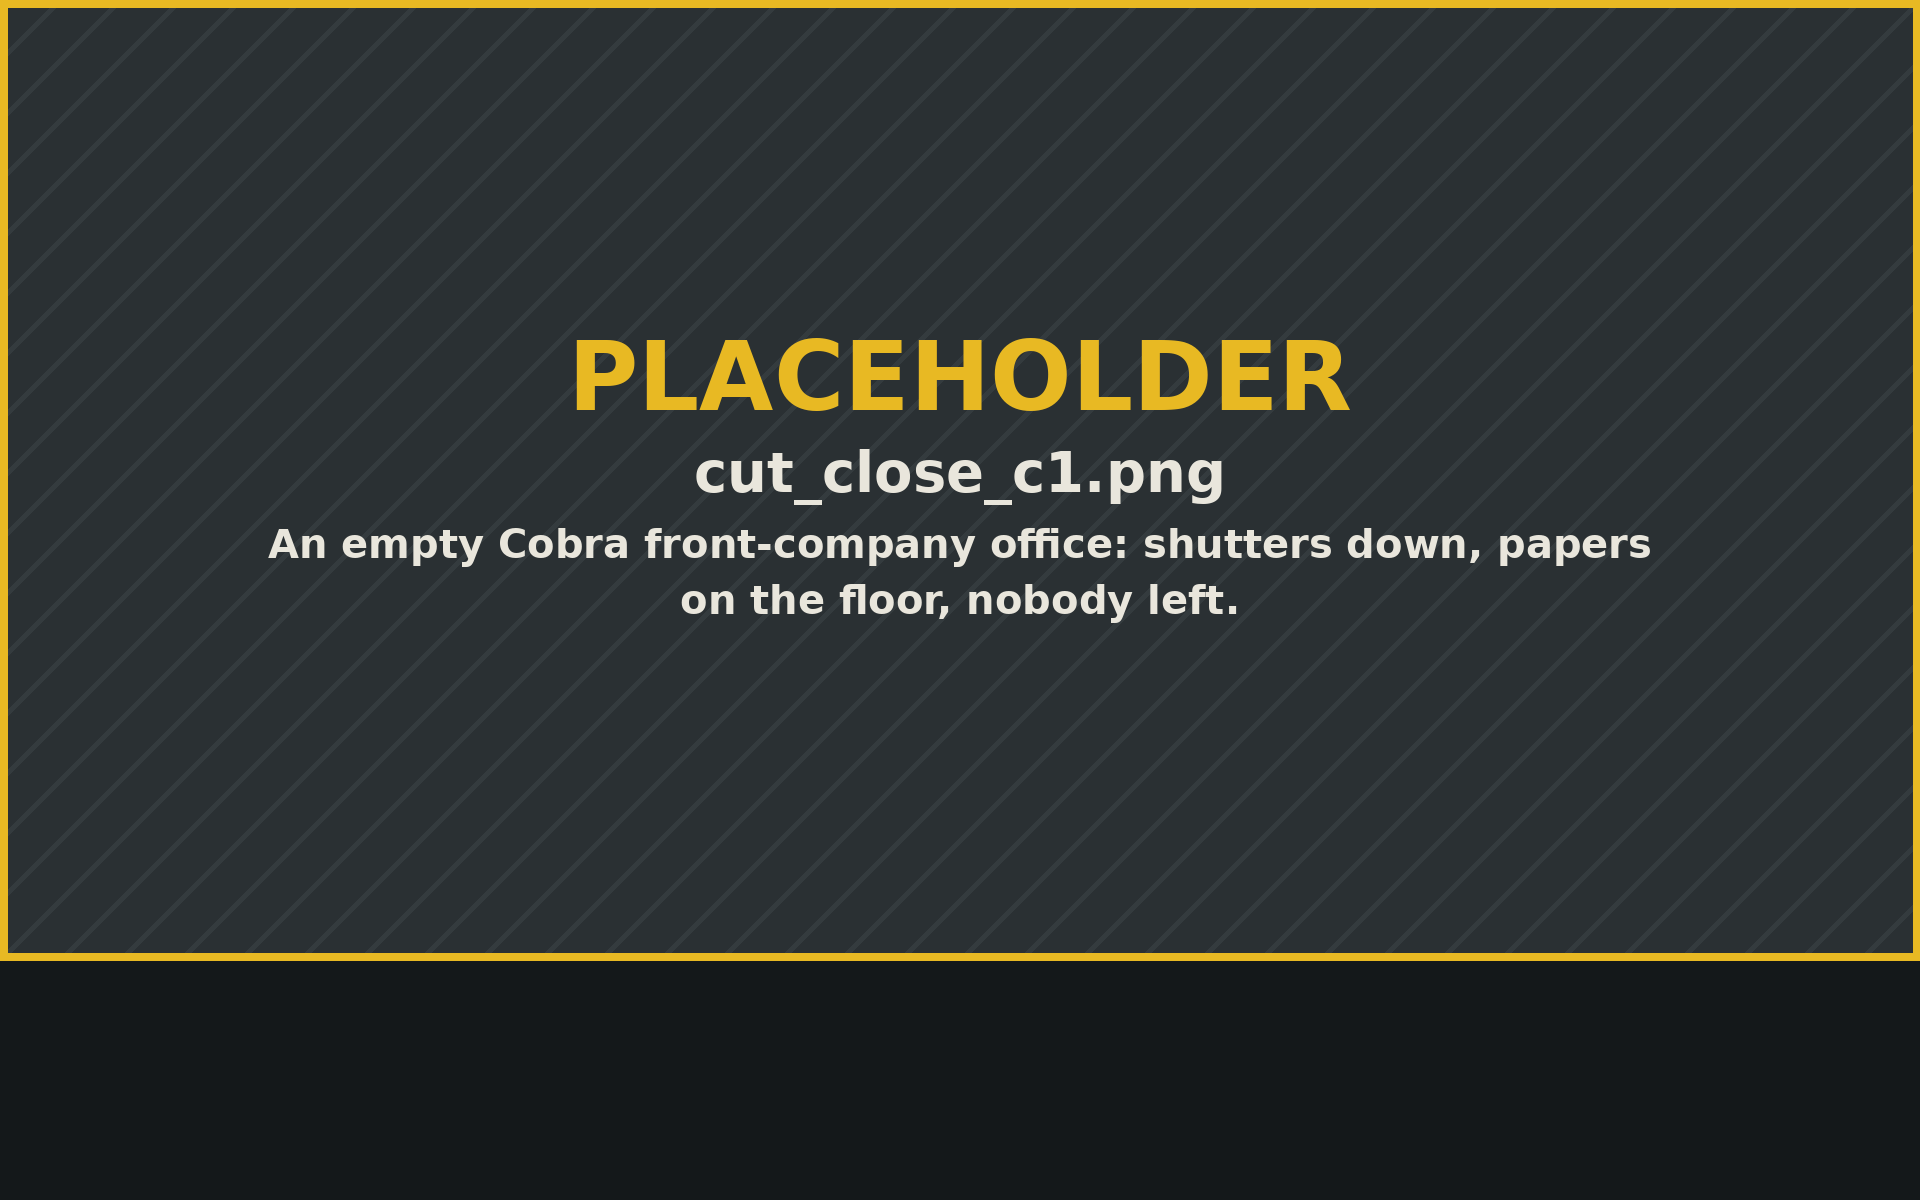 PLACEHOLDER
cut_close_c1.png
An empty Cobra front-company office: shutters down, papers
on the floor, nobody left.